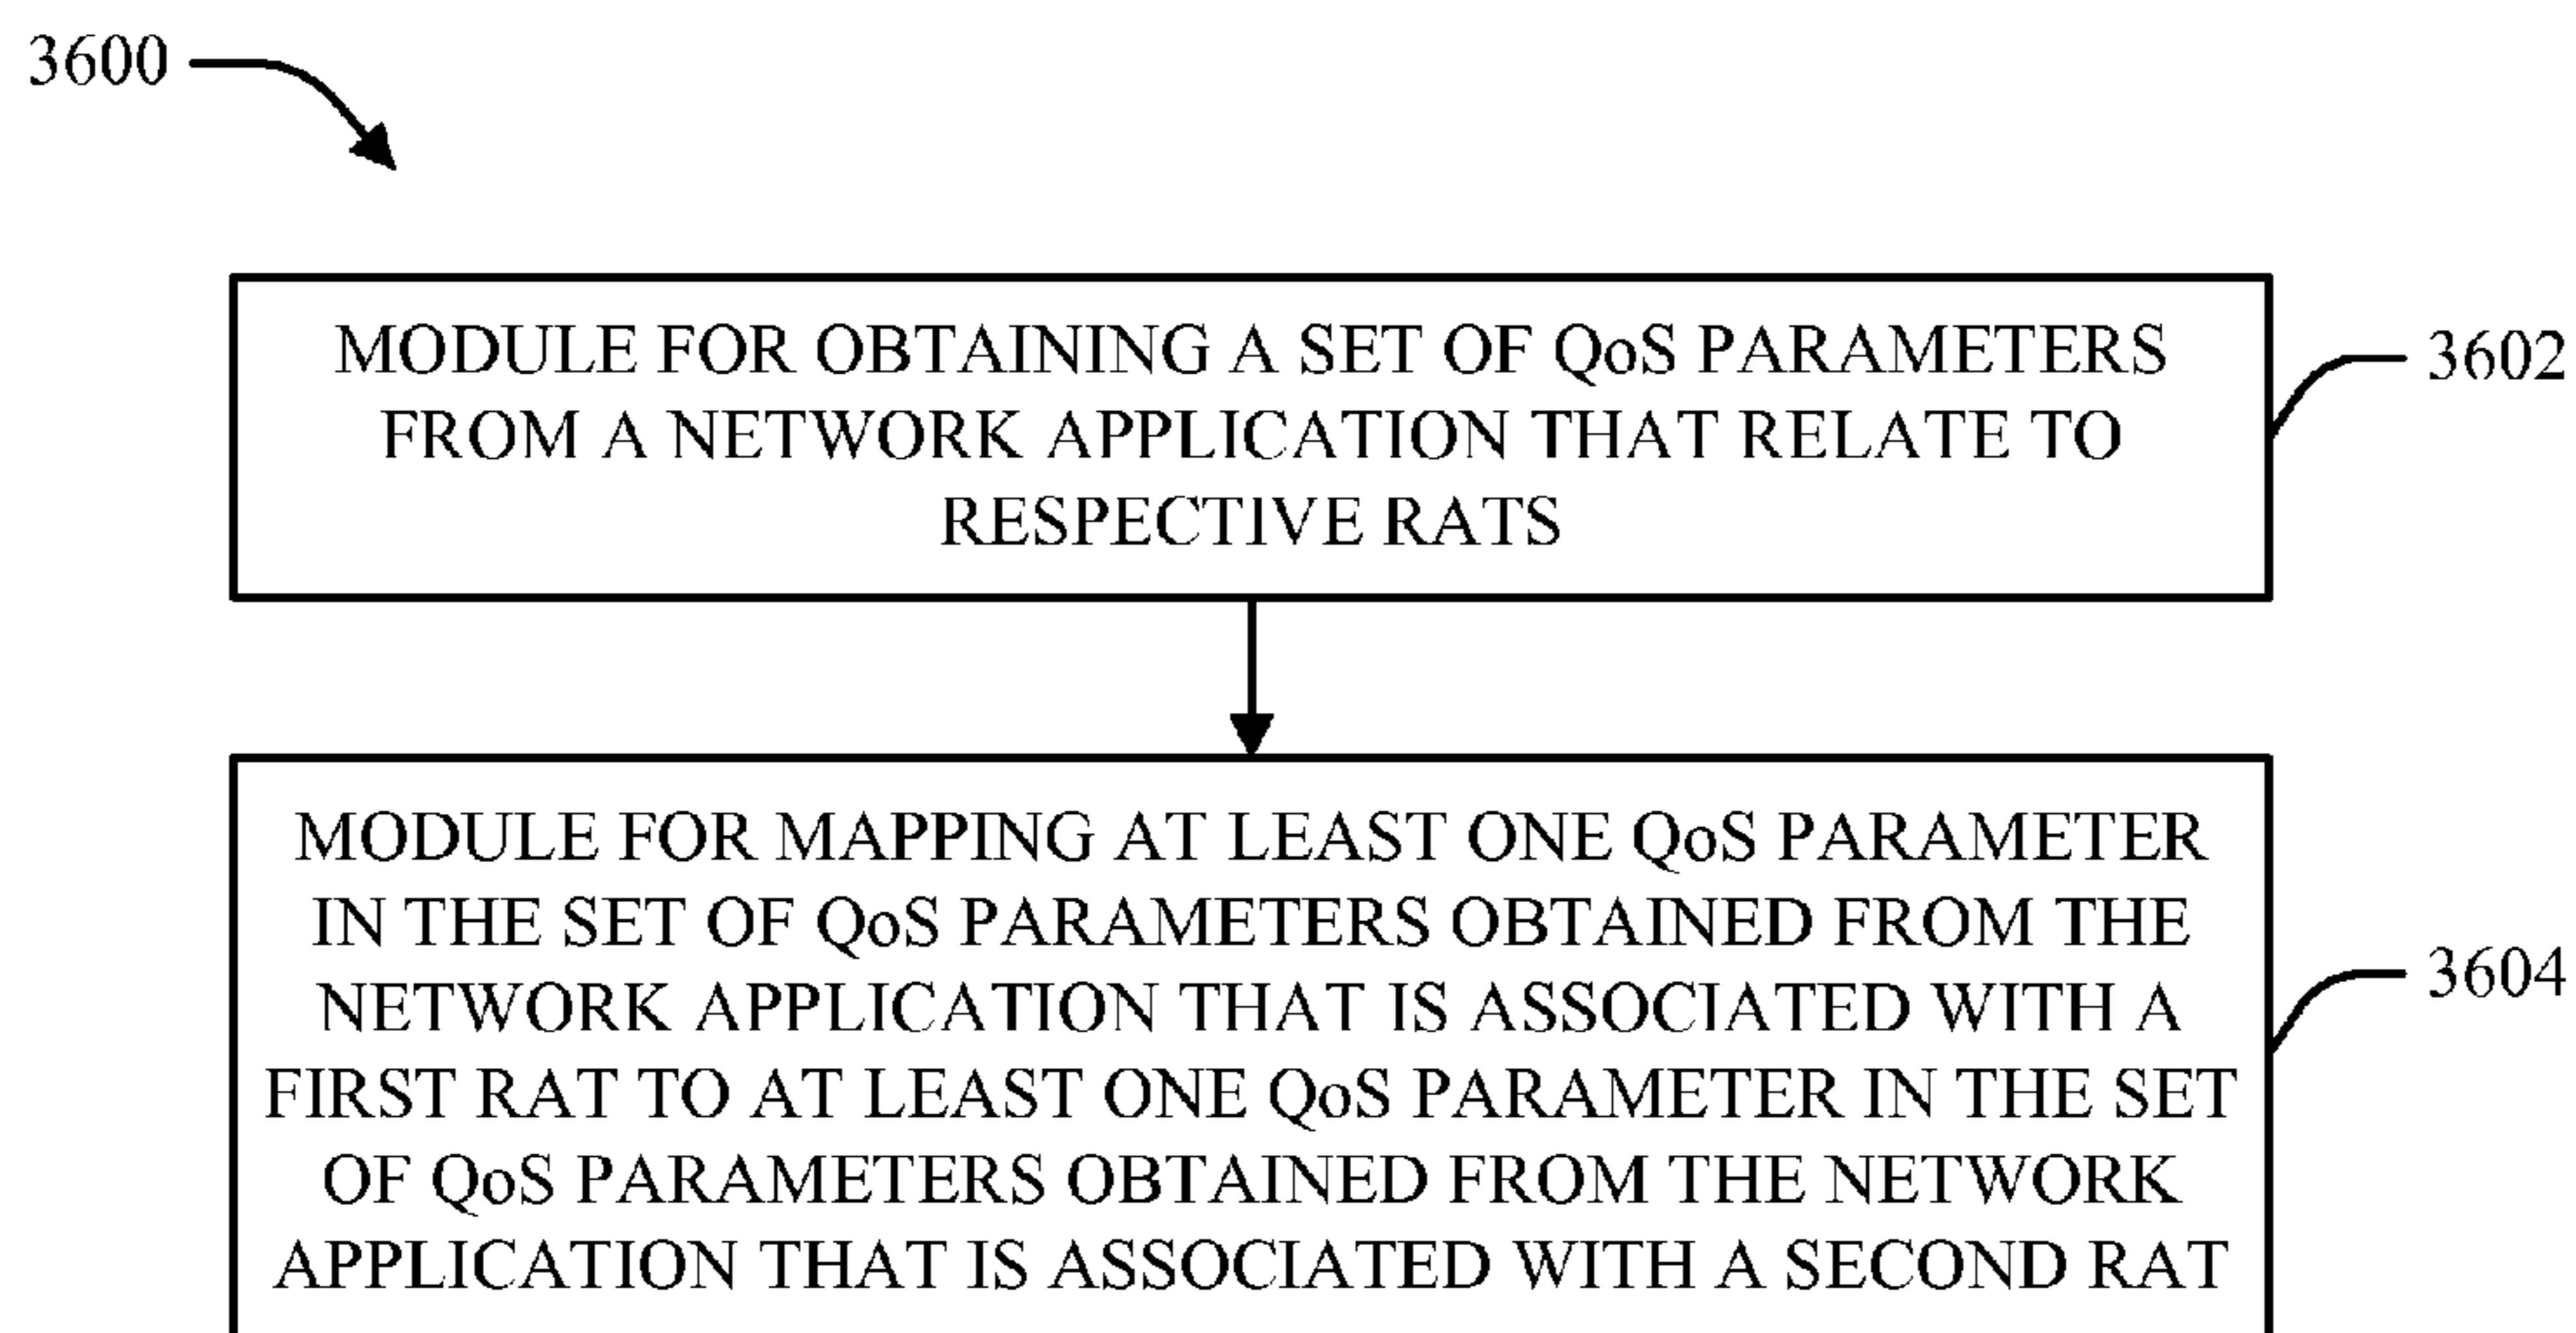 3600
MODULE FOR OBTAINING A SET OF QoS PARAMETERS
FROM A NETWORK APPLICATION THAT RELATE TO
RESPECTIVE RATS
3602
MODULE FOR MAPPING AT LEAST ONE QoS PARAMETER
IN THE SET OF QoS PARAMETERS OBTAINED FROM THE
NETWORK APPLICATION THAT IS ASSOCIATED WITH A
FIRST RAT TO AT LEAST ONE QoS PARAMETER IN THE SET
OF QoS PARAMETERS OBTAINED FROM THE NETWORK
APPLICATION THAT IS ASSOCIATED WITH A SECOND RAT
3604